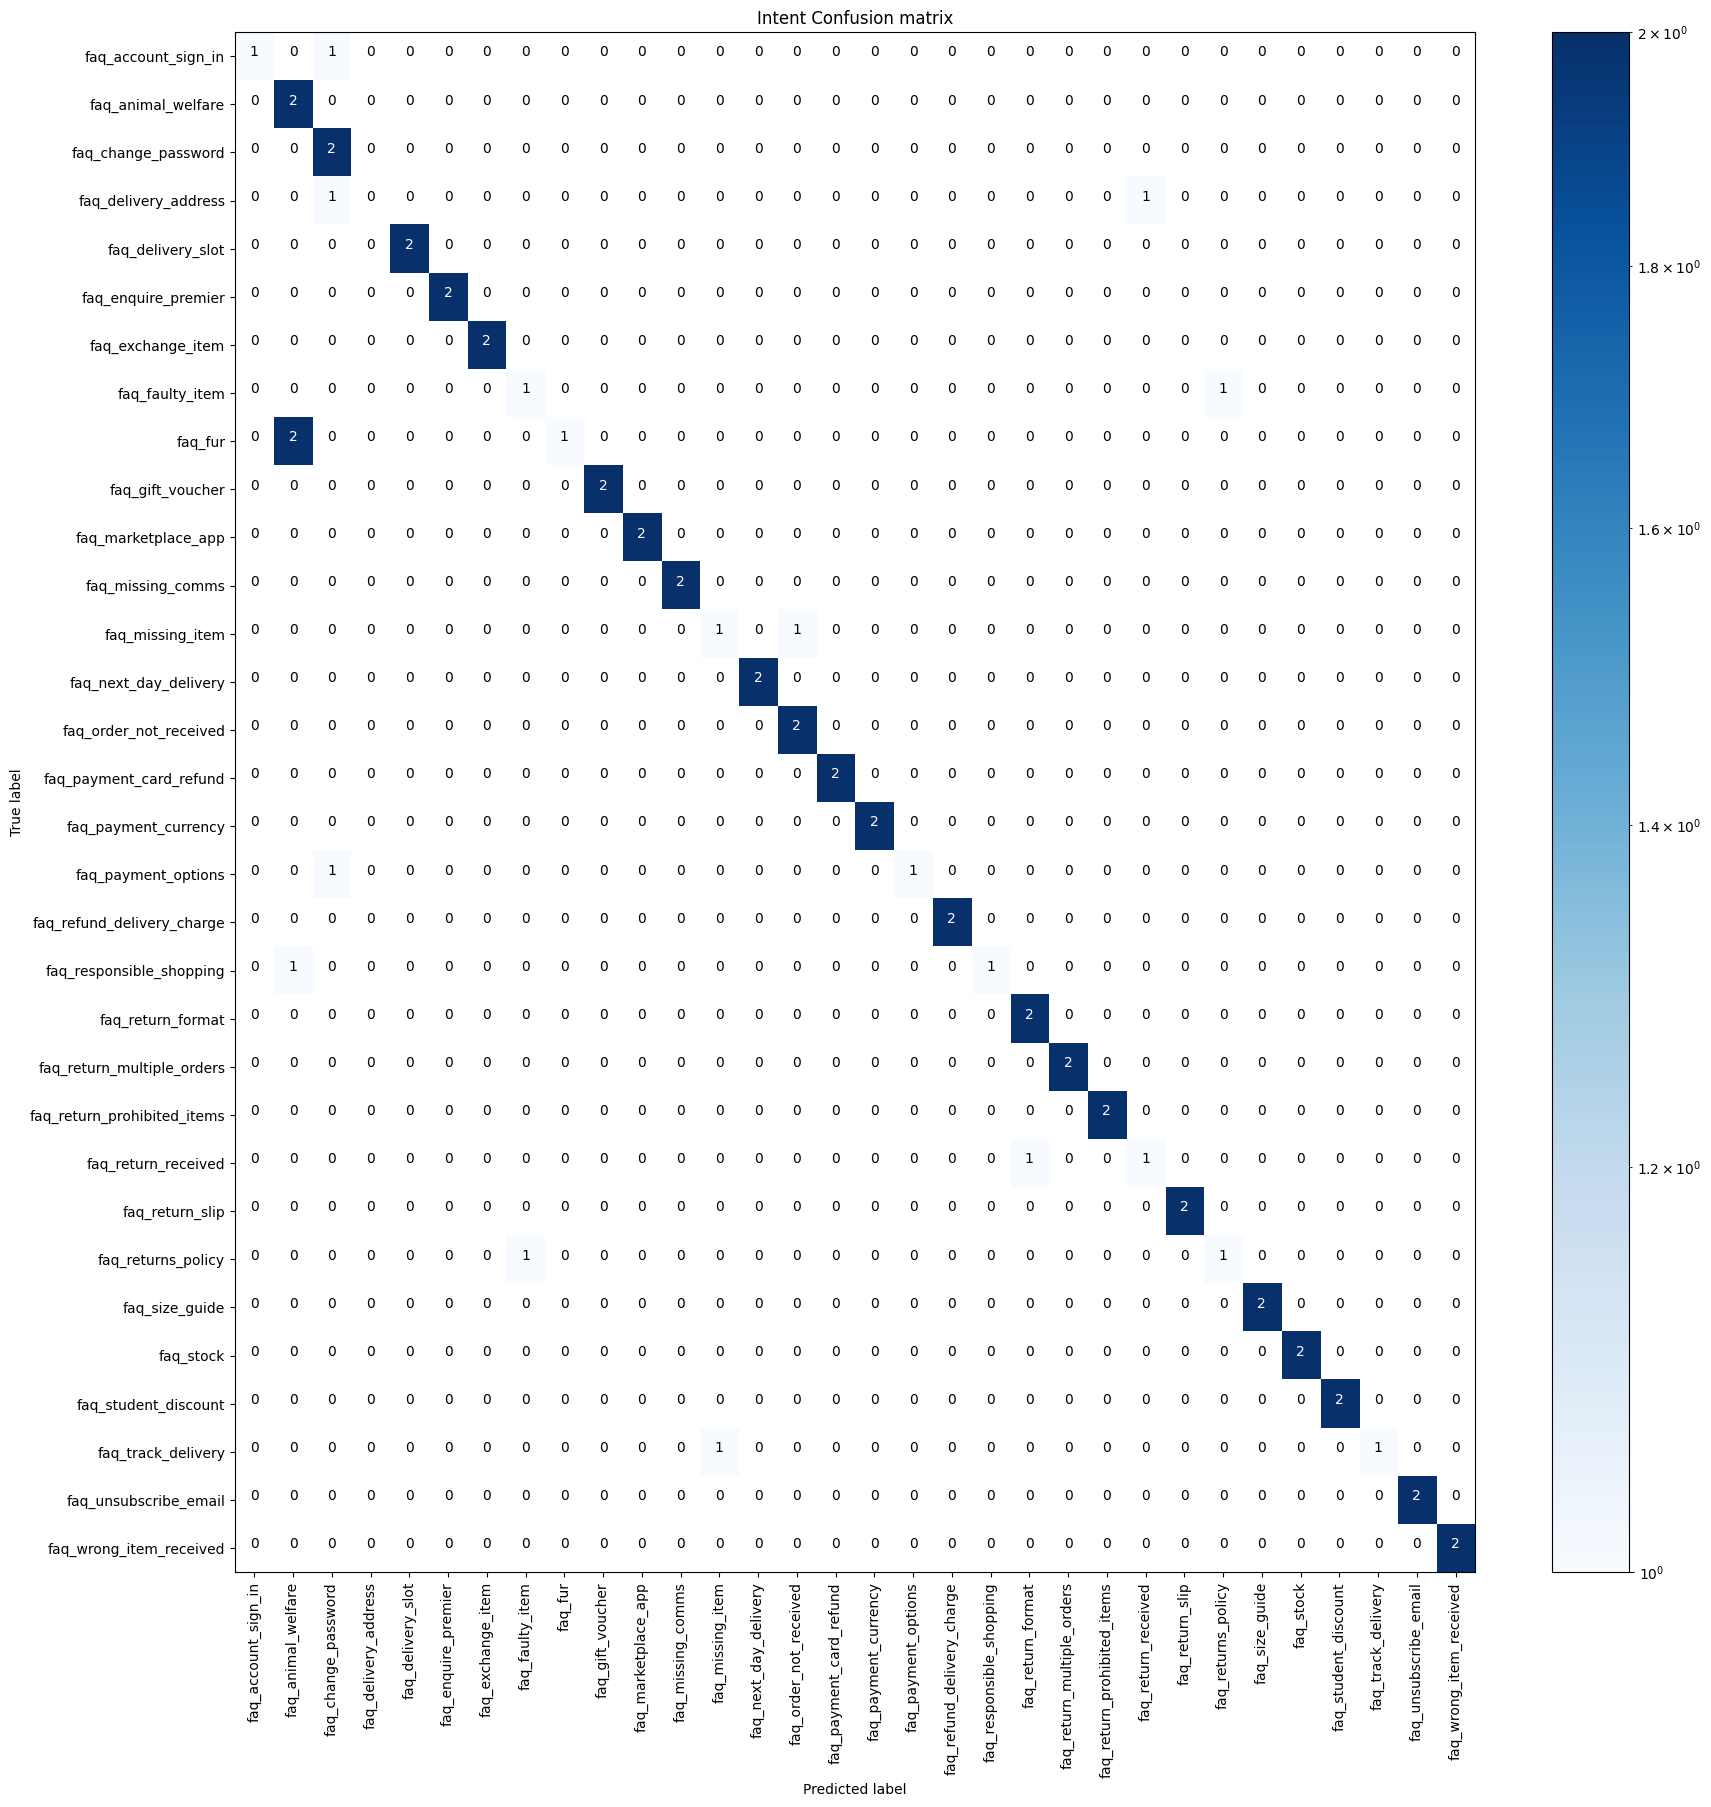 Intent Confusion matrix
faq_account_sign_in 1 0 1 0 0 0 0 0 0 0 0 0 0 0 0 0 0 0 0 0 0 0 0 0 0 0 0 0 0 0 0 0
faq_animal_welfare 0 2 0 0 0 0 0 0 0 0 0 0 0 0 0 0 0 0 0 0 0 0 0 0 0 0 0 0 0 0 0 0
faq_change_password 0 0 2 0 0 0 0 0 0 0 0 0 0 0 0 0 0 0 0 0 0 0 0 0 0 0 0 0 0 0 0 0
faq_delivery_address 0 0 1 0 0 0 0 0 0 0 0 0 0 0 0 0 0 0 0 0 0 0 0 1 0 0 0 0 0 0 0 0
faq_delivery_slot 0 0 0 0 2 0 0 0 0 0 0 0 0 0 0 0 0 0 0 0 0 0 0 0 0 0 0 0 0 0 0 0
faq_enquire_premier 0 0 0 0 0 2 0 0 0 0 0 0 0 0 0 0 0 0 0 0 0 0 0 0 0 0 0 0 0 0 0 0
faq_exchange_item 0 0 0 0 0 0 2 0 0 0 0 0 0 0 0 0 0 0 0 0 0 0 0 0 0 0 0 0 0 0 0 0
faq_faulty_item 0 0 0 0 0 0 0 1 0 0 0 0 0 0 0 0 0 0 0 0 0 0 0 0 0 1 0 0 0 0 0 0
faq_fur 0 2 0 0 0 0 0 0 1 0 0 0 0 0 0 0 0 0 0 0 0 0 0 0 0 0 0 0 0 0 0 0
faq_gift_voucher 0 0 0 0 0 0 0 0 0 2 0 0 0 0 0 0 0 0 0 0 0 0 0 0 0 0 0 0 0 0 0 0
faq_marketplace_app 0 0 0 0 0 0 0 0 0 0 2 0 0 0 0 0 0 0 0 0 0 0 0 0 0 0 0 0 0 0 0 0
faq_missing_comms 0 0 0 0 0 0 0 0 0 0 0 2 0 0 0 0 0 0 0 0 0 0 0 0 0 0 0 0 0 0 0 0
faq_missing_item 0 0 0 0 0 0 0 0 0 0 0 0 1 0 1 0 0 0 0 0 0 0 0 0 0 0 0 0 0 0 0 0
faq_next_day_delivery 0 0 0 0 0 0 0 0 0 0 0 0 0 2 0 0 0 0 0 0 0 0 0 0 0 0 0 0 0 0 0 0
faq_order_not_received 0 0 0 0 0 0 0 0 0 0 0 0 0 0 2 0 0 0 0 0 0 0 0 0 0 0 0 0 0 0 0 0
faq_payment_card_refund 0 0 0 0 0 0 0 0 0 0 0 0 0 0 0 2 0 0 0 0 0 0 0 0 0 0 0 0 0 0 0 0
faq_payment_currency 0 0 0 0 0 0 0 0 0 0 0 0 0 0 0 0 2 0 0 0 0 0 0 0 0 0 0 0 0 0 0 0
faq_payment_options 0 0 1 0 0 0 0 0 0 0 0 0 0 0 0 0 0 1 0 0 0 0 0 0 0 0 0 0 0 0 0 0
faq_refund_delivery_charge 0 0 0 0 0 0 0 0 0 0 0 0 0 0 0 0 0 0 2 0 0 0 0 0 0 0 0 0 0 0 0 0
faq_responsible_shopping 0 1 0 0 0 0 0 0 0 0 0 0 0 0 0 0 0 0 0 1 0 0 0 0 0 0 0 0 0 0 0 0
faq_return_format 0 0 0 0 0 0 0 0 0 0 0 0 0 0 0 0 0 0 0 0 2 0 0 0 0 0 0 0 0 0 0 0
faq_return_multiple_orders 0 0 0 0 0 0 0 0 0 0 0 0 0 0 0 0 0 0 0 0 0 2 0 0 0 0 0 0 0 0 0 0
faq_return_prohibited_items 0 0 0 0 0 0 0 0 0 0 0 0 0 0 0 0 0 0 0 0 0 0 2 0 0 0 0 0 0 0 0 0
faq_return_received 0 0 0 0 0 0 0 0 0 0 0 0 0 0 0 0 0 0 0 0 1 0 0 1 0 0 0 0 0 0 0 0
faq_return_slip 0 0 0 0 0 0 0 0 0 0 0 0 0 0 0 0 0 0 0 0 0 0 0 0 2 0 0 0 0 0 0 0
faq_returns_policy 0 0 0 0 0 0 0 1 0 0 0 0 0 0 0 0 0 0 0 0 0 0 0 0 0 1 0 0 0 0 0 0
faq_size_guide 0 0 0 0 0 0 0 0 0 0 0 0 0 0 0 0 0 0 0 0 0 0 0 0 0 0 2 0 0 0 0 0
faq_stock 0 0 0 0 0 0 0 0 0 0 0 0 0 0 0 0 0 0 0 0 0 0 0 0 0 0 0 2 0 0 0 0
faq_student_discount 0 0 0 0 0 0 0 0 0 0 0 0 0 0 0 0 0 0 0 0 0 0 0 0 0 0 0 0 2 0 0 0
faq_track_delivery 0 0 0 0 0 0 0 0 0 0 0 0 1 0 0 0 0 0 0 0 0 0 0 0 0 0 0 0 0 1 0 0
faq_unsubscribe_email 0 0 0 0 0 0 0 0 0 0 0 0 0 0 0 0 0 0 0 0 0 0 0 0 0 0 0 0 0 0 2 0
faq_wrong_item_received 0 0 0 0 0 0 0 0 0 0 0 0 0 0 0 0 0 0 0 0 0 0 0 0 0 0 0 0 0 0 0 2
True label
faq_account_sign_in
faq_animal_welfare
faq_change_password
faq_delivery_address
faq_delivery_slot
faq_enquire_premier
faq_exchange_item
faq_faulty_item
faq_fur
faq_gift_voucher
faq_marketplace_app
faq_missing_comms
faq_missing_item
faq_next_day_delivery
faq_order_not_received
faq_payment_card_refund
faq_payment_currency
faq_payment_options
faq_refund_delivery_charge
faq_responsible_shopping
faq_return_format
faq_return_multiple_orders
faq_return_prohibited_items
faq_return_received
faq_return_slip
faq_returns_policy
faq_size_guide
faq_stock
faq_student_discount
faq_track_delivery
faq_unsubscribe_email
faq_wrong_item_received
Predicted label
2 × 10⁰
1.8 × 10⁰
1.6 × 10⁰
1.4 × 10⁰
1.2 × 10⁰
10⁰